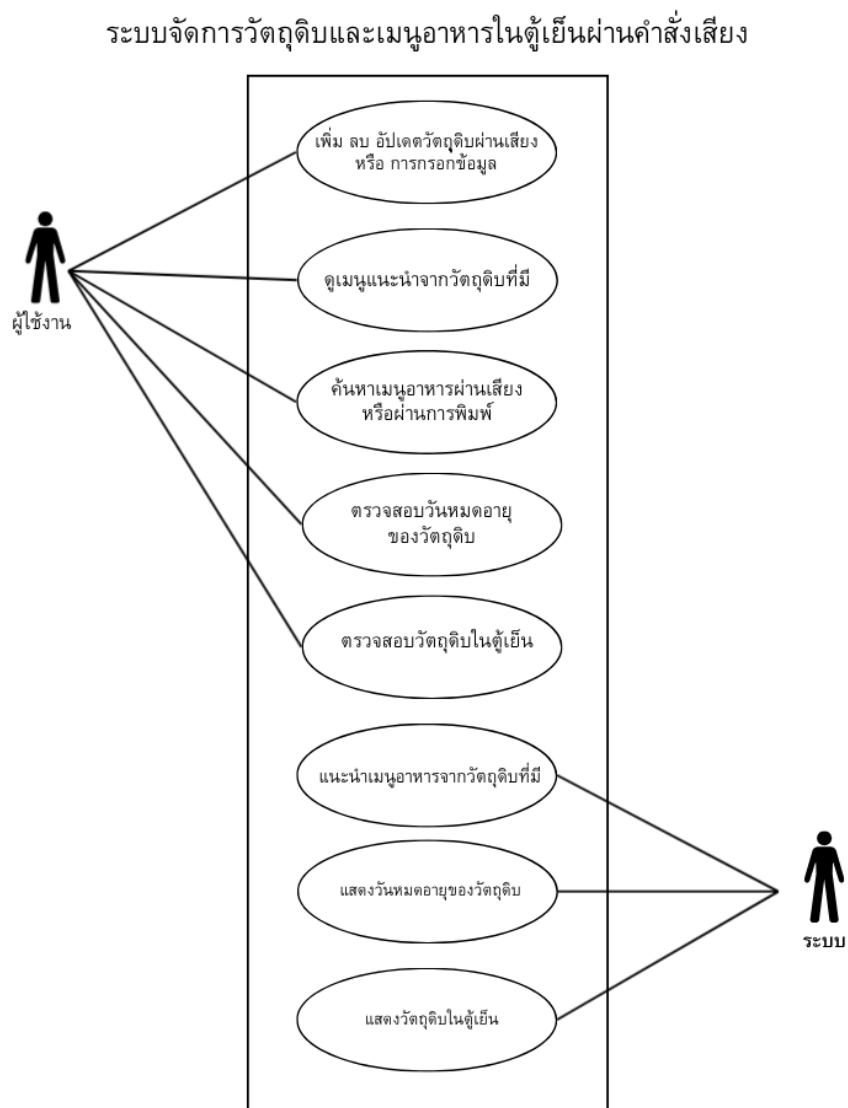 ระบบจัดการวัตถุดิบและเมนูอาหารในตู้เย็นผ่านคำสั่งเสียง
เพิ่ม ลบ อัปเดตวัตถุดิบผ่านเสียง
หรือ การกรอกข้อมูล
ผู้ใช้งาน
ดูเมนูแนะนำจากวัตถุดิบที่มี
ค้นหาเมนูอาหารผ่านเสียง
หรือผ่านการพิมพ์
ตรวจสอบวันหมดอายุ
ของวัตถุดิบ
ตรวจสอบวัตถุดิบในตู้เย็น
แนะนำเมนูอาหารจากวัตถุดิบที่มี
แสดงวันหมดอายุของวัตถุดิบ
ระบบ
แสดงวัตถุดิบในตู้เย็น